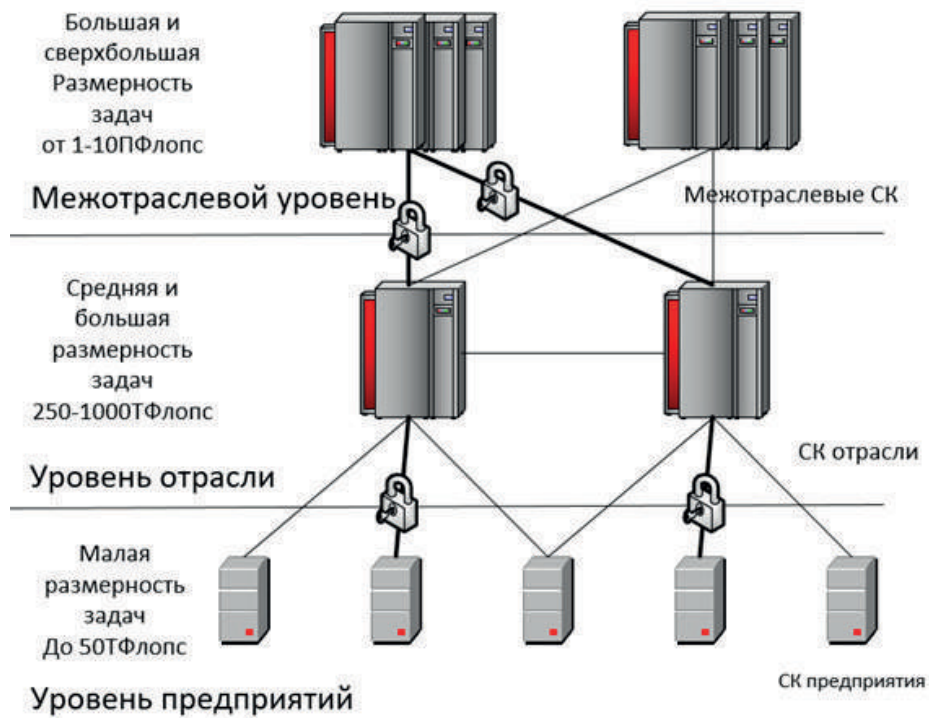 Большая и
сверхбольшая
Размерность
задач
от 1-10ПФлопс
Межотраслевой уровень
Межотраслевые СК
Средняя и
большая
размерность
задач
250-1000ТФлопс
СК отрасли
Уровень отрасли
Малая
размерность
задач
До 50ТФлопс
СК предприятия
Уровень предприятий